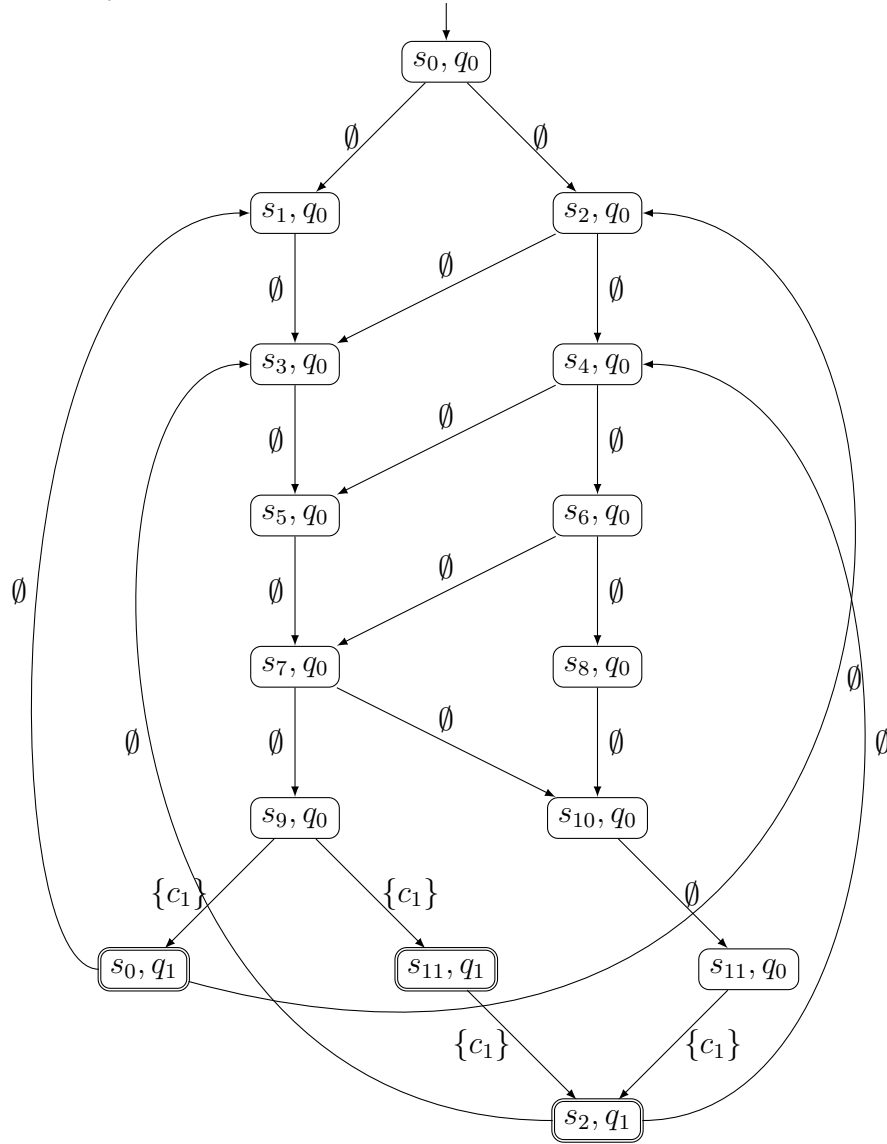 s₀, q₀
∅ ∅
s₁, q₀ s₂, q₀
∅ ∅ ∅
s₃, q₀ s₄, q₀
∅ ∅ ∅
s₅, q₀ s₆, q₀
∅ ∅ ∅ ∅
s₇, q₀ s₈, q₀
∅
∅ ∅ ∅ ∅ ∅
s₉, q₀ s₁₀, q₀
{c₁} {c₁} ∅
s₀, q₁ s₁₁, q₁ s₁₁, q₀
{c₁} {c₁}
s₂, q₁